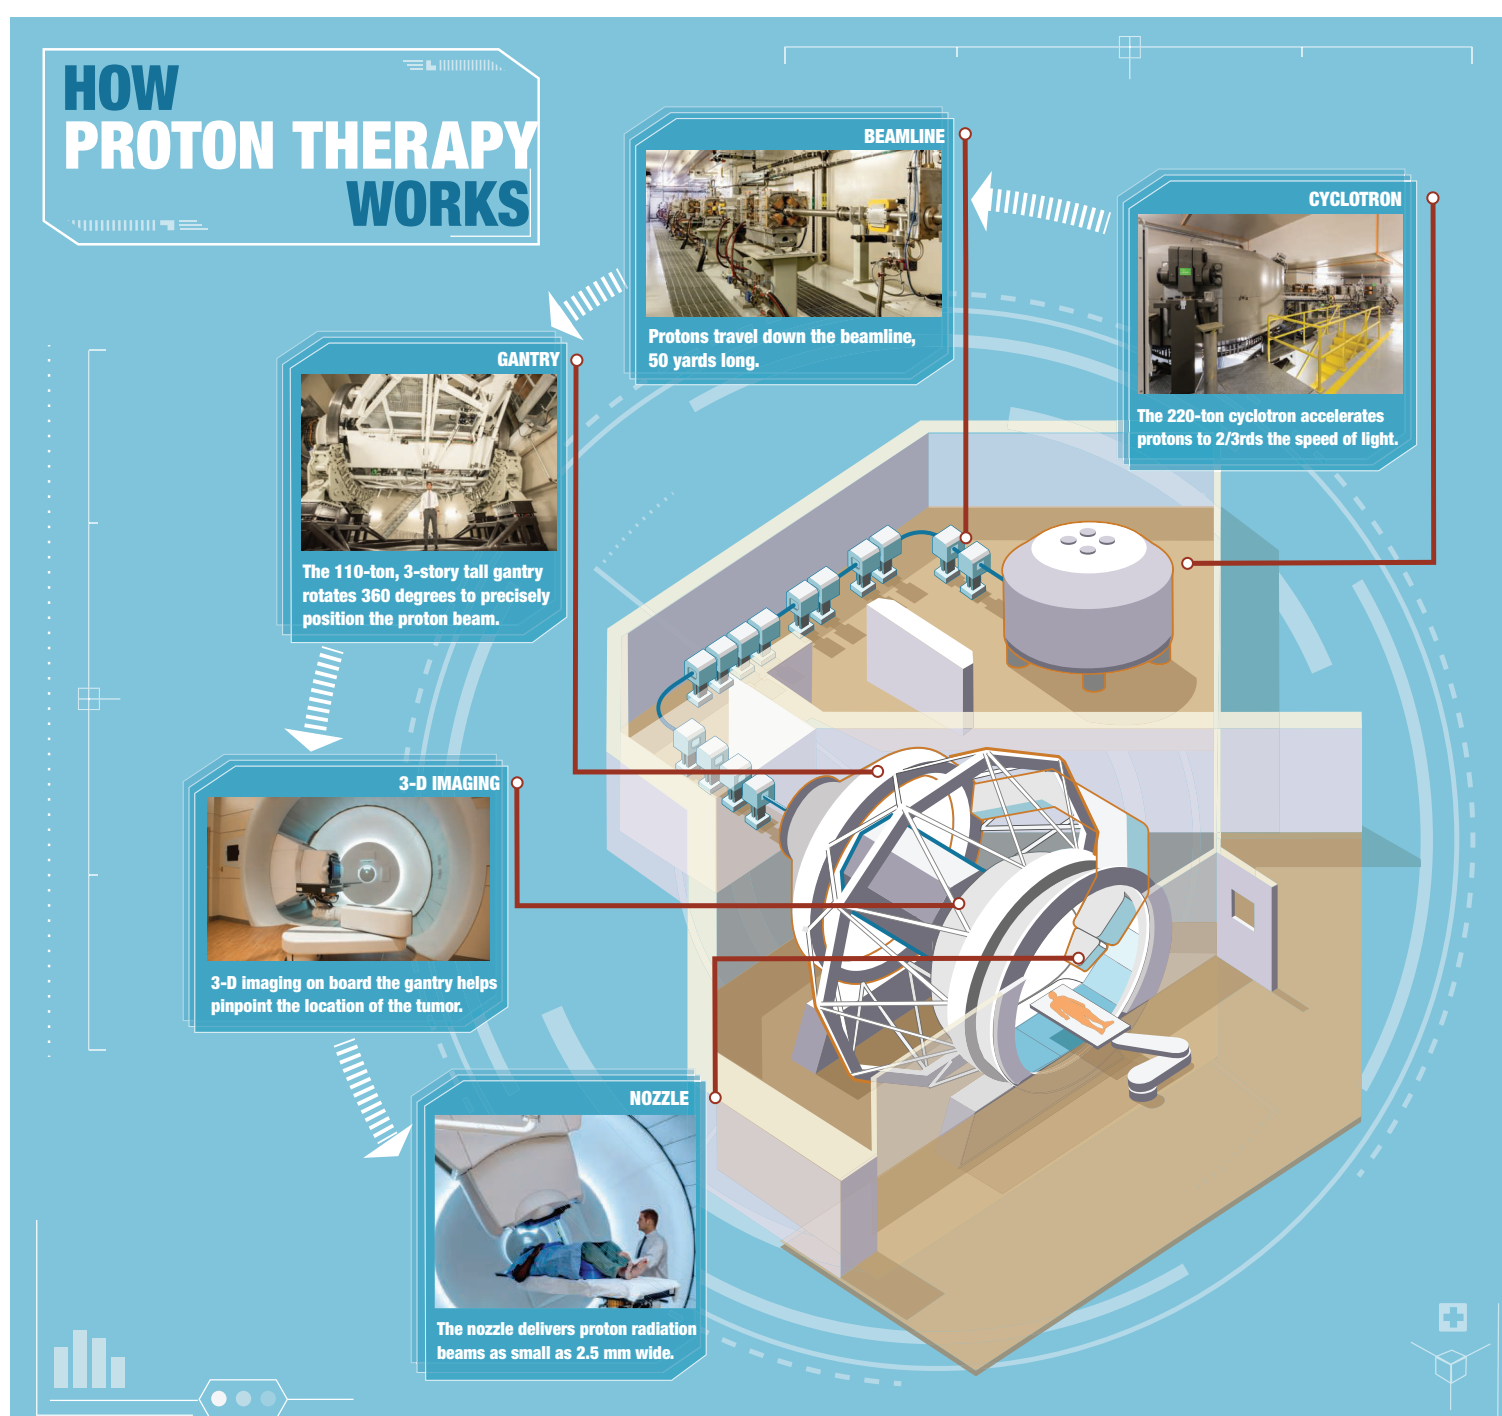 HOW
PROTON THERAPY
WORKS
CYCLOTRON
The 220-ton cyclotron accelerates
protons to 2/3rds the speed of light.
BEAMLINE
Protons travel down the beamline,
50 yards long.
GANTRY
The 110-ton, 3-story tall gantry
rotates 360 degrees to precisely
position the proton beam.
3-D IMAGING
3-D imaging on board the gantry helps
pinpoint the location of the tumor.
NOZZLE
The nozzle delivers proton radiation
beams as small as 2.5 mm wide.